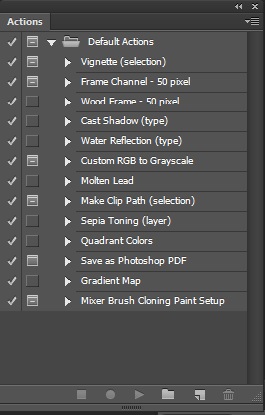 Actions
Default Actions
Vignette (selection)
Frame Channel - 50 pixel
Wood Frame - 50 pixel
Cast Shadow (type)
Water Reflection (type)
Custom RGB to Grayscale
Molten Lead
Make Clip Path (selection)
Sepia Toning (layer)
Quadrant Colors
Save as Photoshop PDF
Gradient Map
Mixer Brush Cloning Paint Setup